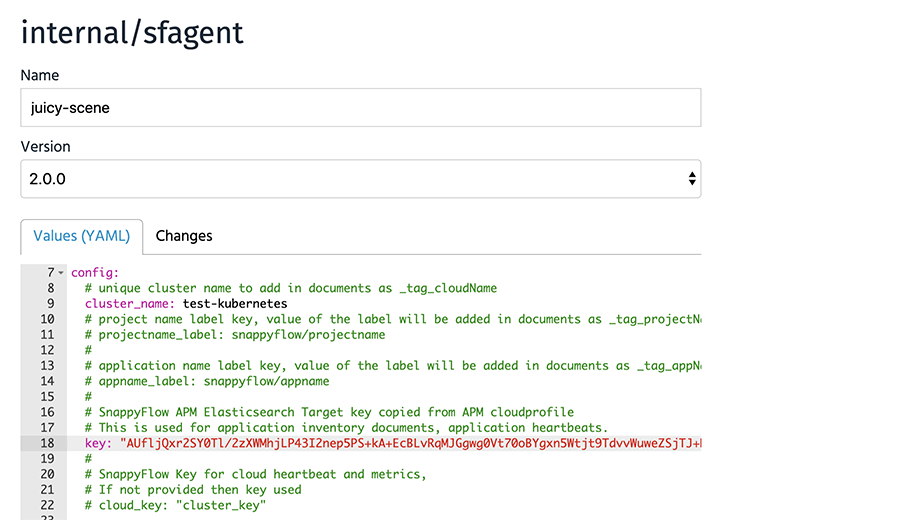 internal/sfagent
Name
juicy-scene
Version
2.0.0
Values (YAML) Changes
7 config:
8 # unique cluster name to add in documents as _tag_cloudName
9 cluster_name: test-kubernetes
10 # project name label key, value of the label will be added in documents as _tag_projectN
11 # projectname_label: snappyflow/projectname
12 #
13 # application name label key, value of the label will be added in documents as _tag_appN
14 # appname_label: snappyflow/appname
15 #
16 # SnappyFlow APM Elasticsearch Target key copied from APM cloudprofile
17 # This is used for application inventory documents, application heartbeats.
18 key: "AUfljQxr2SY0Tl/2zXWMhjLP43I2nep5PS+kA+EcBLvRqMJGgwg0Vt70oBYgxn5Wtjt9TdvvWuweZSjTJ+
19 #
20 # SnappyFlow Key for cloud heartbeat and metrics,
21 # If not provided then key used
22 # cloud_key: "cluster_key"
23